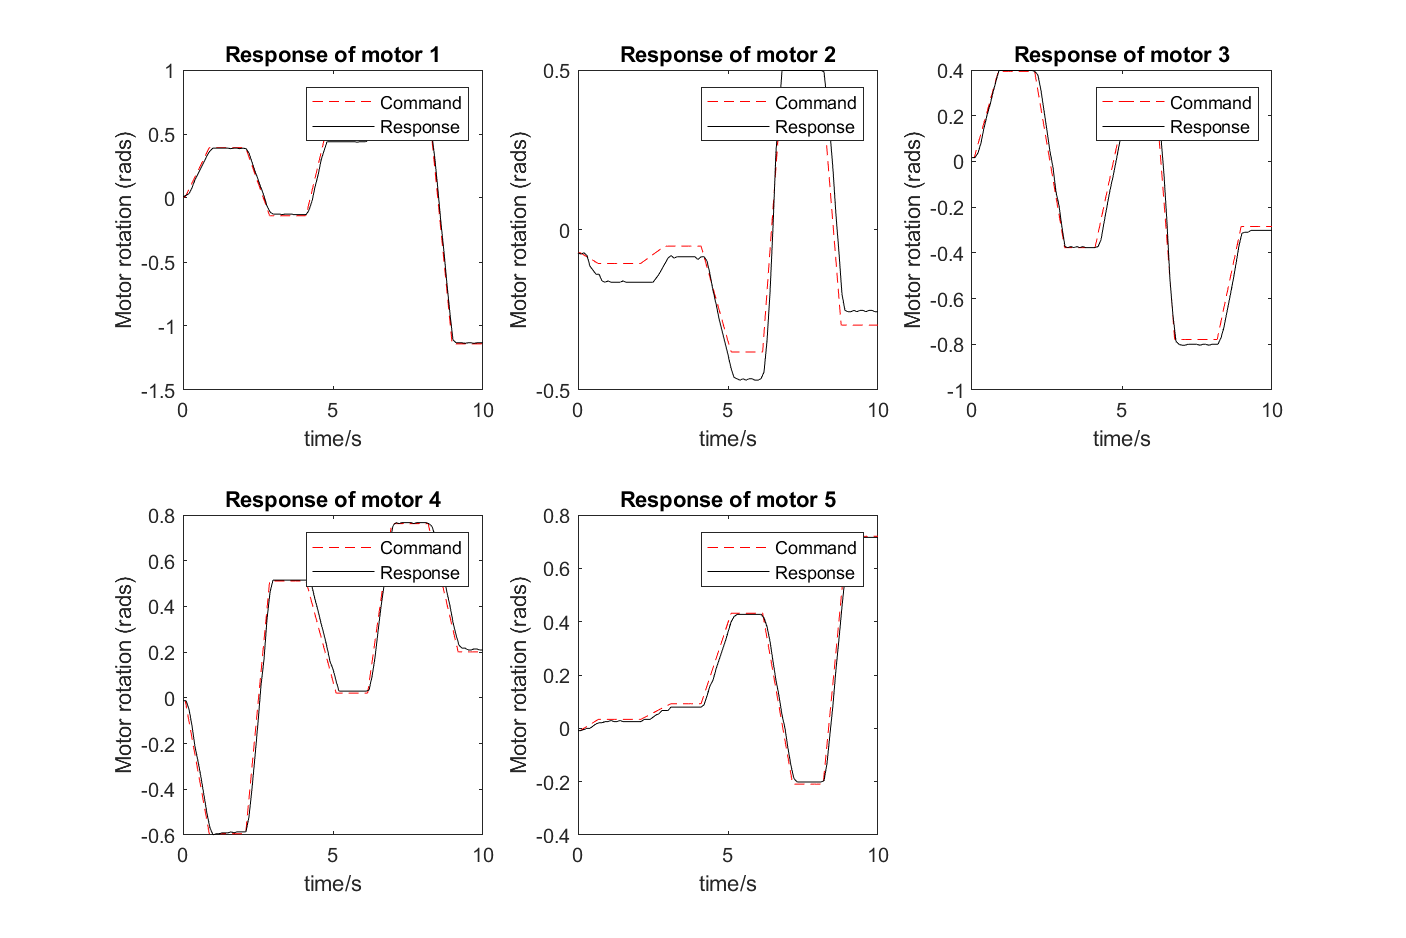 Response of motor 1
Command
Response
Motor rotation (rads)
1
0.5
0
-0.5
-1
-1.5
0
5
10
time/s
Response of motor 2
Command
Response
Motor rotation (rads)
0.5
0
-0.5
0
5
10
time/s
Response of motor 3
Command
Response
Motor rotation (rads)
0.4
0.2
0
-0.2
-0.4
-0.6
-0.8
-1
0
5
10
time/s
Response of motor 4
Command
Response
Motor rotation (rads)
0.8
0.6
0.4
0.2
0
-0.2
-0.4
-0.6
0
5
10
time/s
Response of motor 5
Command
Response
Motor rotation (rads)
0.8
0.6
0.4
0.2
0
-0.2
-0.4
0
5
10
time/s